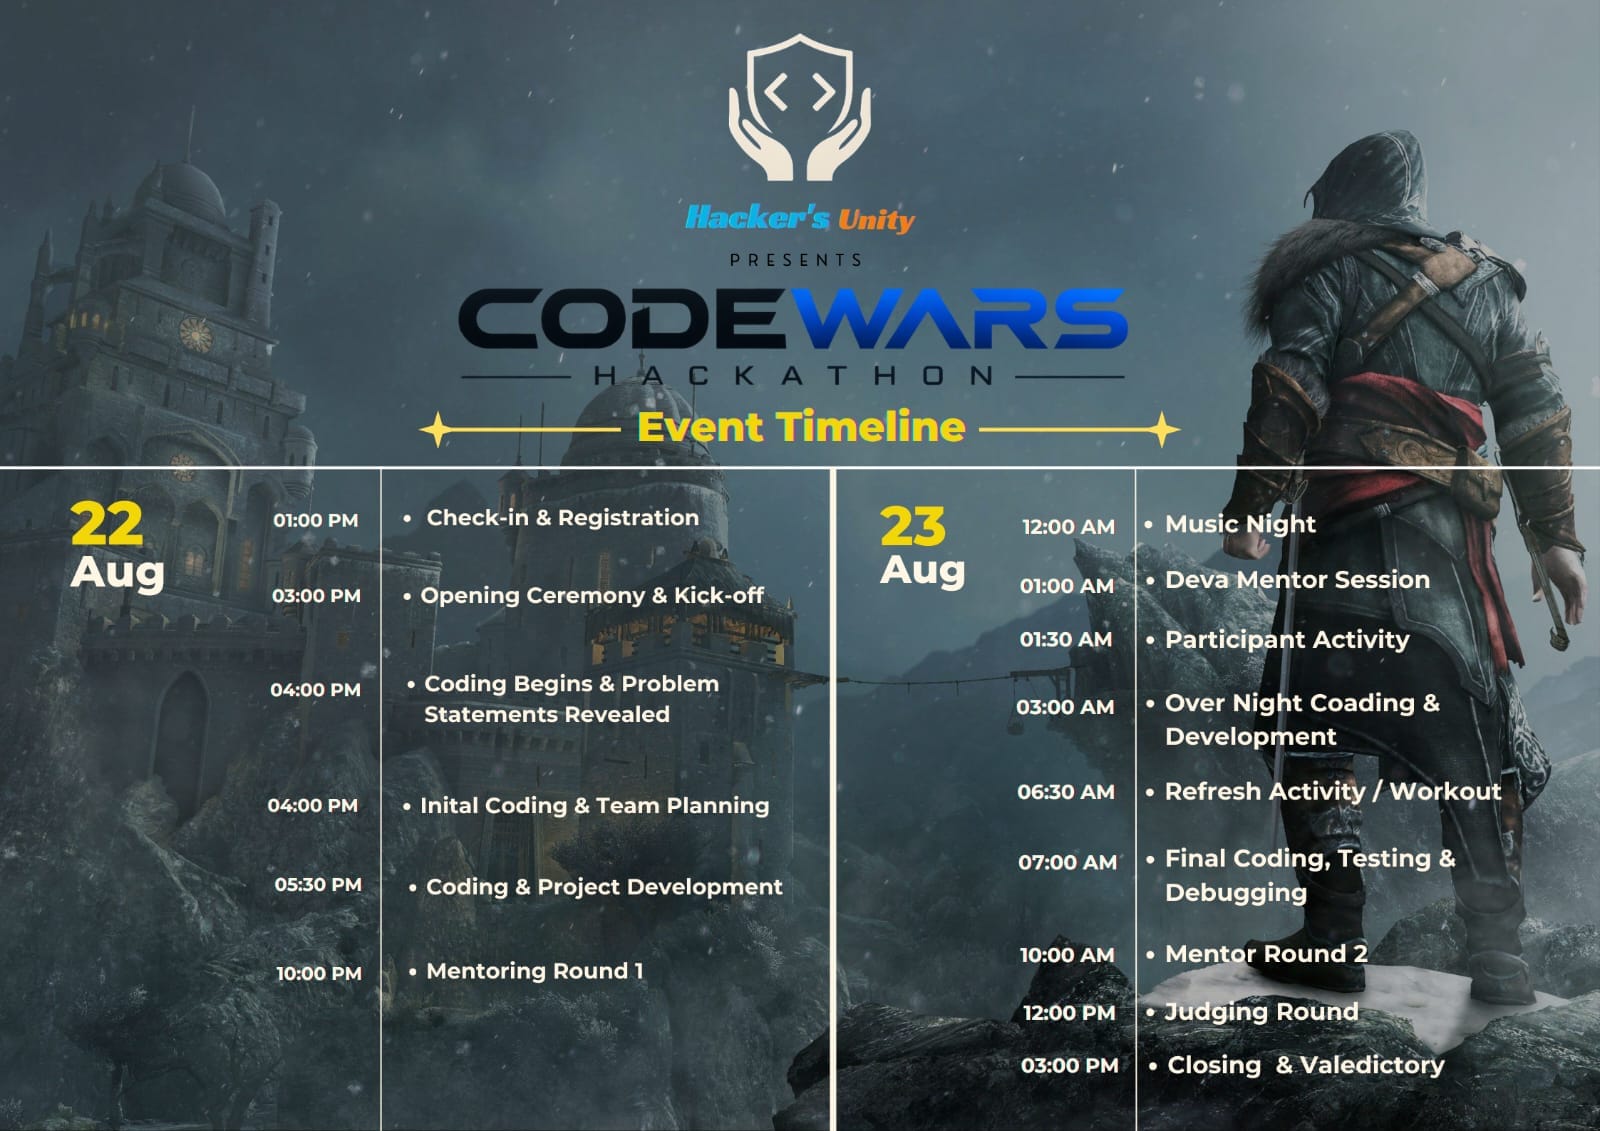 Hacker's Unity
PRESENTS
CODEWARS
HACKATHON
Event Timeline
22
Aug
01:00 PM
• Check-in & Registration
03:00 PM
• Opening Ceremony & Kick-off
04:00 PM
• Coding Begins & Problem
Statements Revealed
04:00 PM
• Inital Coding & Team Planning
05:30 PM
• Coding & Project Development
10:00 PM
• Mentoring Round 1
23
Aug
12:00 AM
• Music Night
01:00 AM
• Deva Mentor Session
01:30 AM
• Participant Activity
03:00 AM
• Over Night Coading &
Development
06:30 AM
• Refresh Activity / Workout
07:00 AM
• Final Coding, Testing &
Debugging
10:00 AM
• Mentor Round 2
12:00 PM
• Judging Round
03:00 PM
• Closing & Valedictory